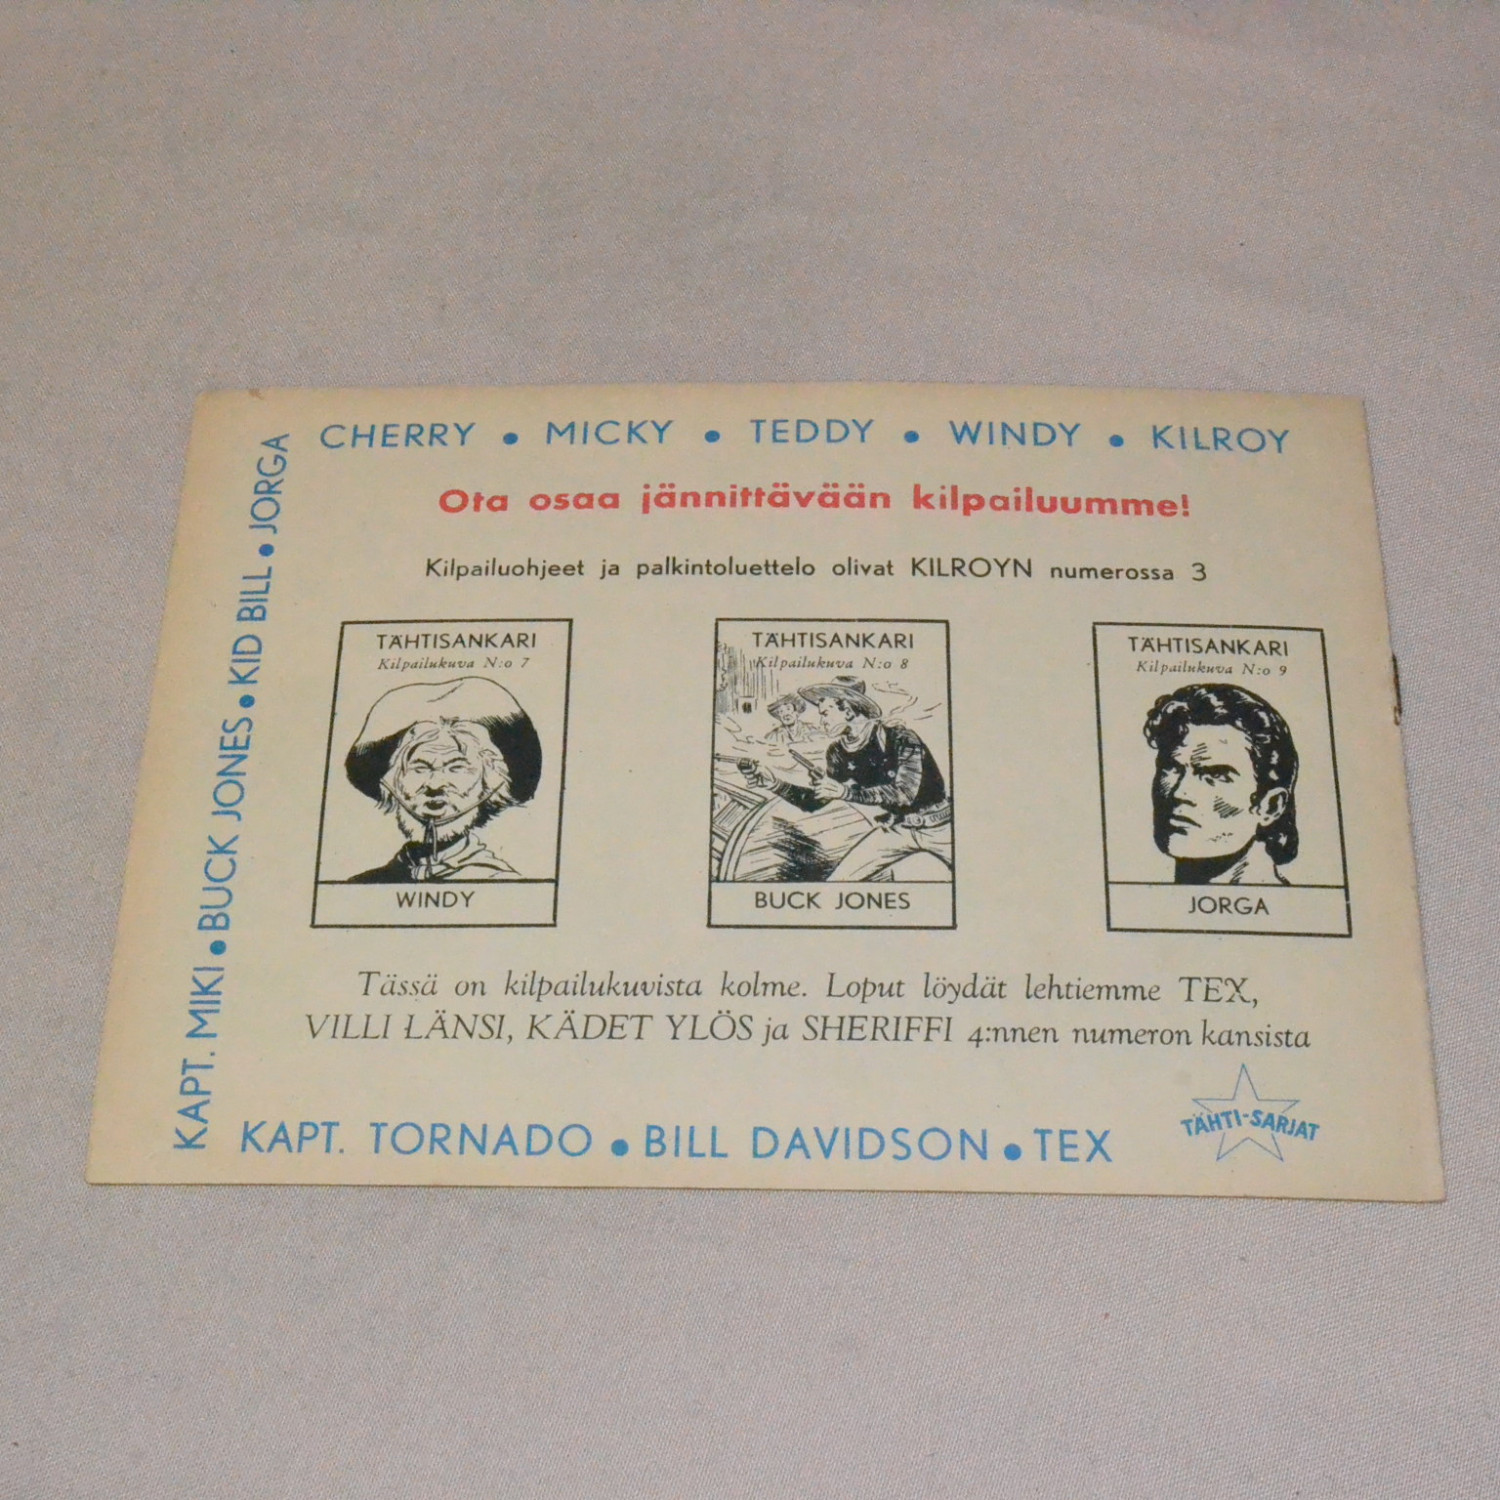 CHERRY • MICKY • TEDDY • WINDY • KILROY
KAPT. MIKI • BUCK JONES • KID BILL • JORGA
Ota osaa jännittävään kilpailuumme!
Kilpailuohjeet ja palkintoluettelo olivat KILROYN numerossa 3
TÄHTISANKARI
Kilpailukuva N:o 7
WINDY
TÄHTISANKARI
Kilpailukuva N:o 8
BUCK JONES
TÄHTISANKARI
Kilpailukuva N:o 9
JORGA
Tässä on kilpailukuvista kolme. Loput löydät lehtiemme TEX,
VILLI LÄNSI, KÄDET YLÖS ja SHERIFFI 4:nnen numeron kansista
KAPT. TORNADO • BILL DAVIDSON • TEX
TÄHTI-SARJAT